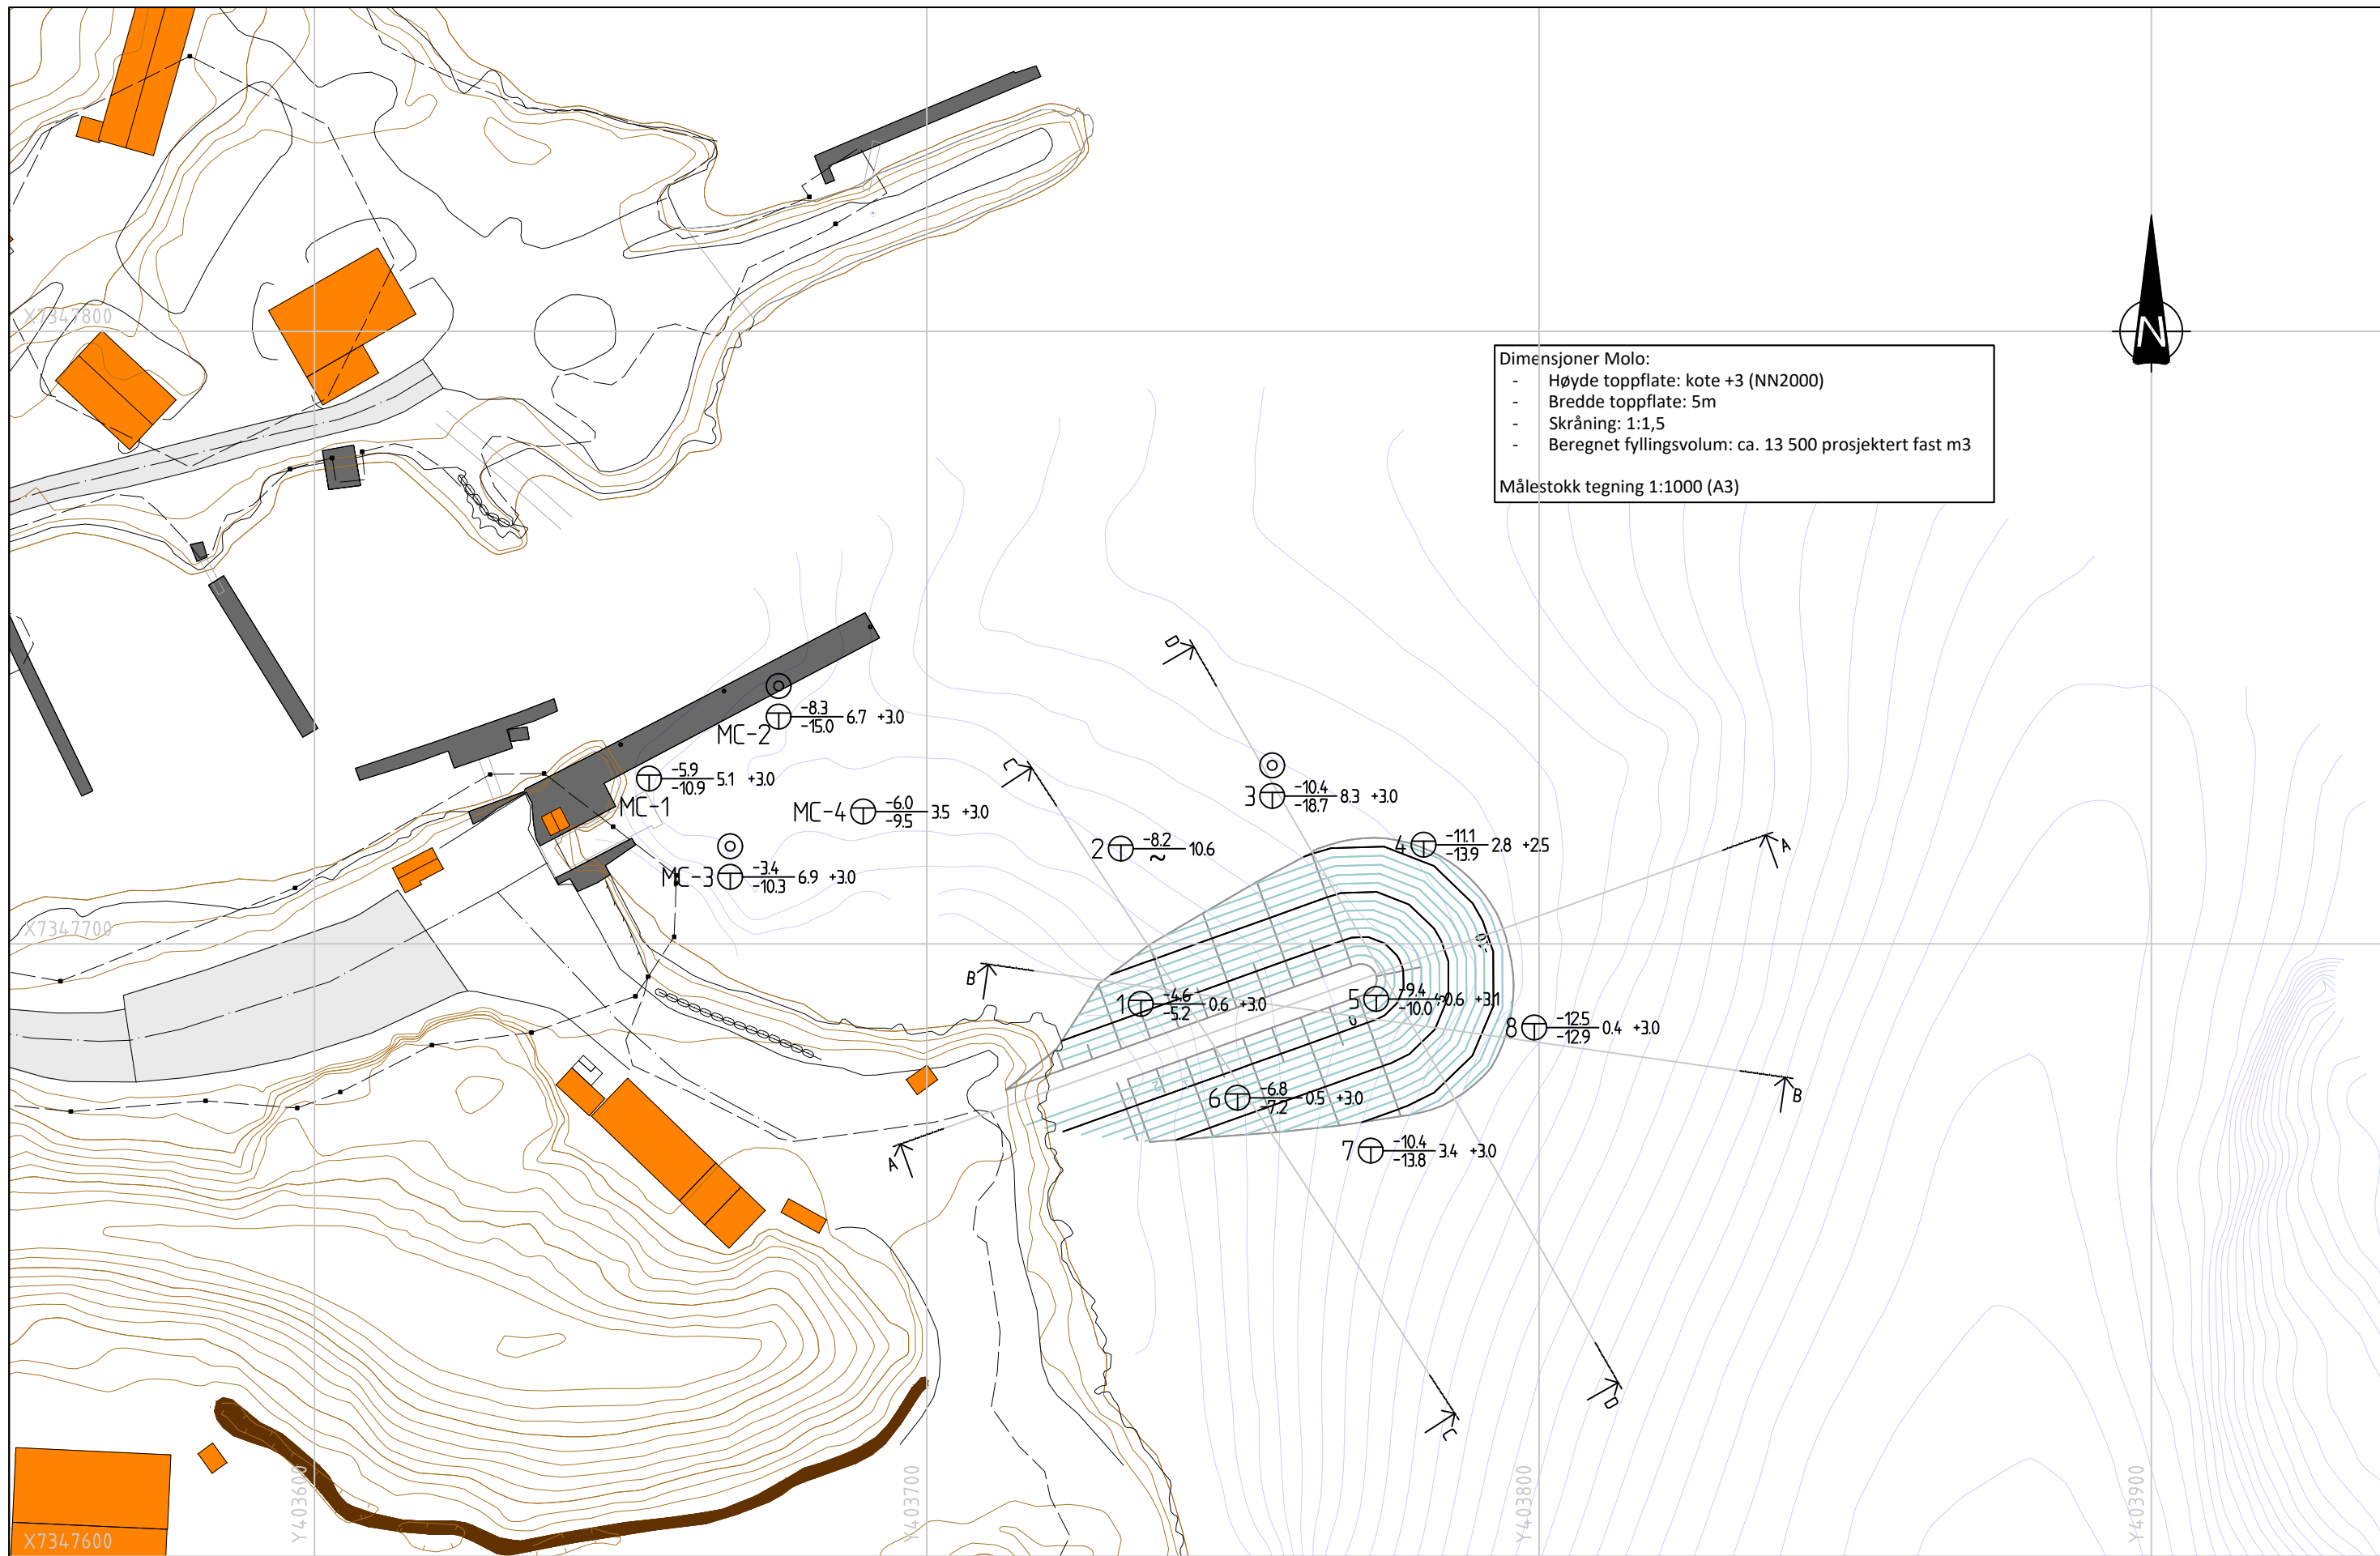 X7347800
N
Dimensjoner Molo:
- Høyde toppflate: kote +3 (NN2000)
- Bredde toppflate: 5m
- Skråning: 1:1,5
- Beregnet fyllingsvolum: ca. 13 500 prosjektert fast m3
Målestokk tegning 1:1000 (A3)
D
MC-2 -8.3 -15.0 6.7 +3.0
C
MC-1 -5.9 -10.9 5.1 +3.0
3 -10.4 -18.7 8.3 +3.0
MC-4 -6.0 -9.5 3.5 +3.0
2 -8.2 ~ 10.6
4 -11.1 -13.9 2.8 +2.5
A
MC-3 -3.4 -10.3 6.9 +3.0
X7347700
-10
B
1 -4.6 -5.2 0.6 +3.0
5 -9.4 -10.0 0.6 +3.1
0
8 -12.5 -12.9 0.4 +3.0
2
6 -6.8 -7.2 0.5 +3.0
B
7 -10.4 -13.8 3.4 +3.0
A
D
C
Y403600
Y403700
Y403800
Y403900
X7347600